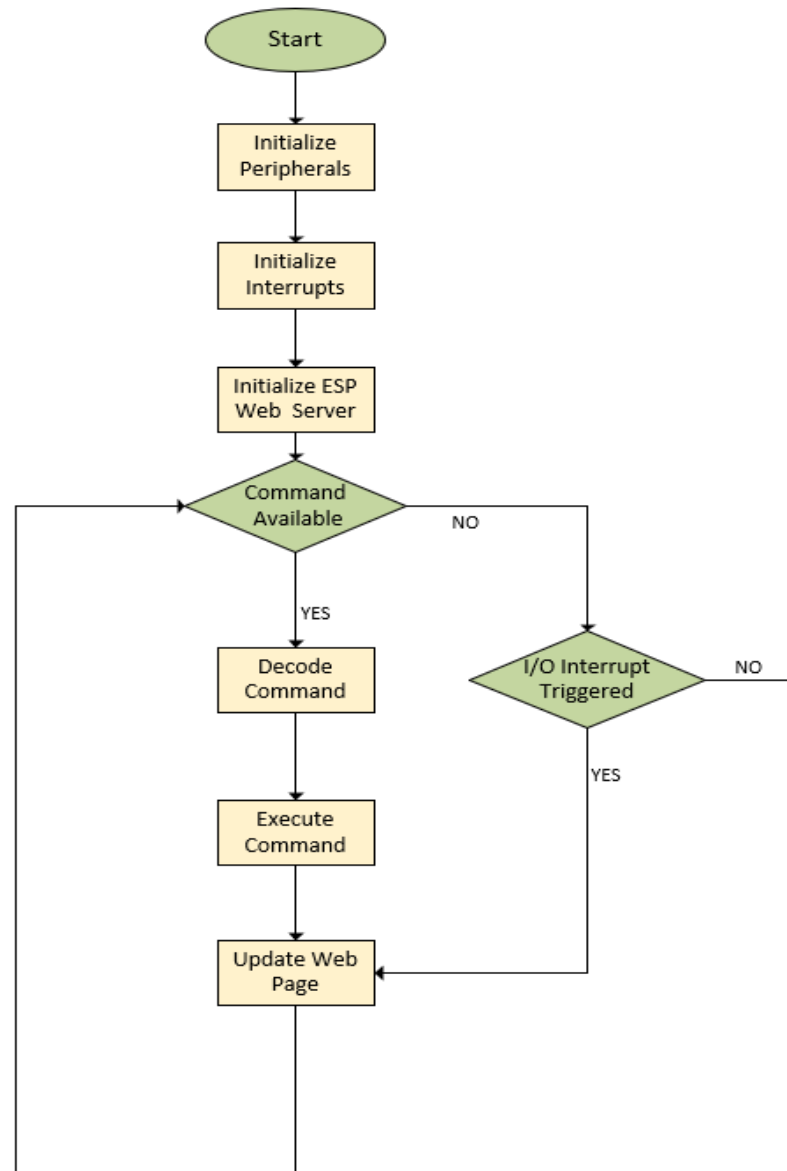 Start
Initialize
Peripherals
Initialize
Interrupts
Initialize ESP
Web Server
Command
Available
NO
YES
Decode
Command
I/O Interrupt
Triggered
NO
YES
Execute
Command
Update Web
Page